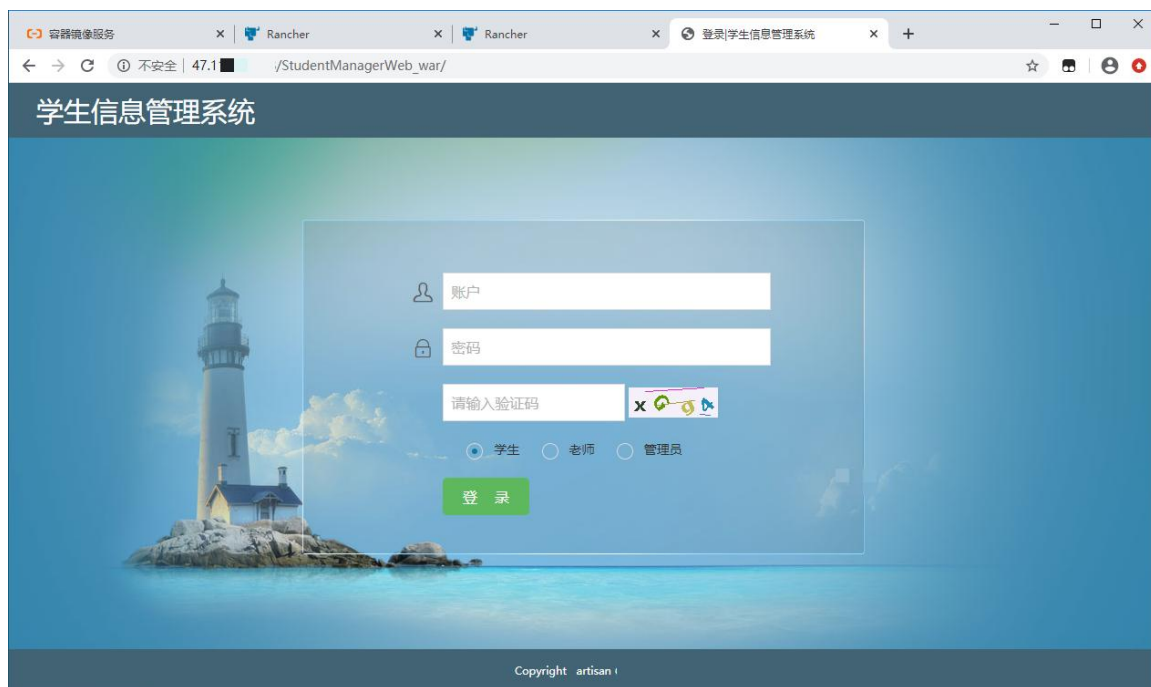 容器镜像服务 Rancher Rancher 登录|学生信息管理系统
不安全 47.1 /StudentManagerWeb_war/
学生信息管理系统
账户
密码
请输入验证码
学生 老师 管理员
登 录
Copyright artisan